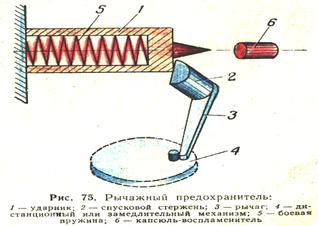 5
1
6
2
3
4
Рис. 75. Рычажный предохранитель:
1 — ударник; 2 — спусковой стержень; 3 — рычаг; 4 — ди-
станционный или замедлительный механизм; 5 — боевая
пружина; 6 — капсюль-воспламенитель